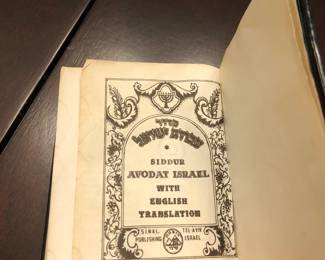 סדור
עבודת ישראל
SIDDUR
AVODAT ISRAEL
WITH
ENGLISH
TRANSLATION
SINAI
PUBLISHING
TEL-AVIV
ISRAEL